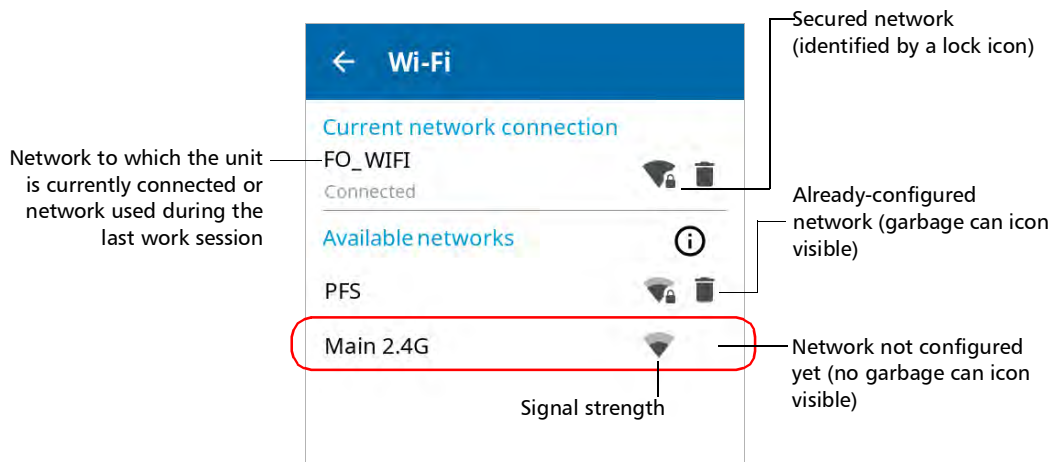 Secured network
(identified by a lock icon)
Wi-Fi
Current network connection
FO_WIFI
Connected
Network to which the unit
is currently connected or
network used during the
last work session
Already-configured
network (garbage can icon
visible)
Available networks
PFS
Main 2.4G
Network not configured
yet (no garbage can icon
visible)
Signal strength